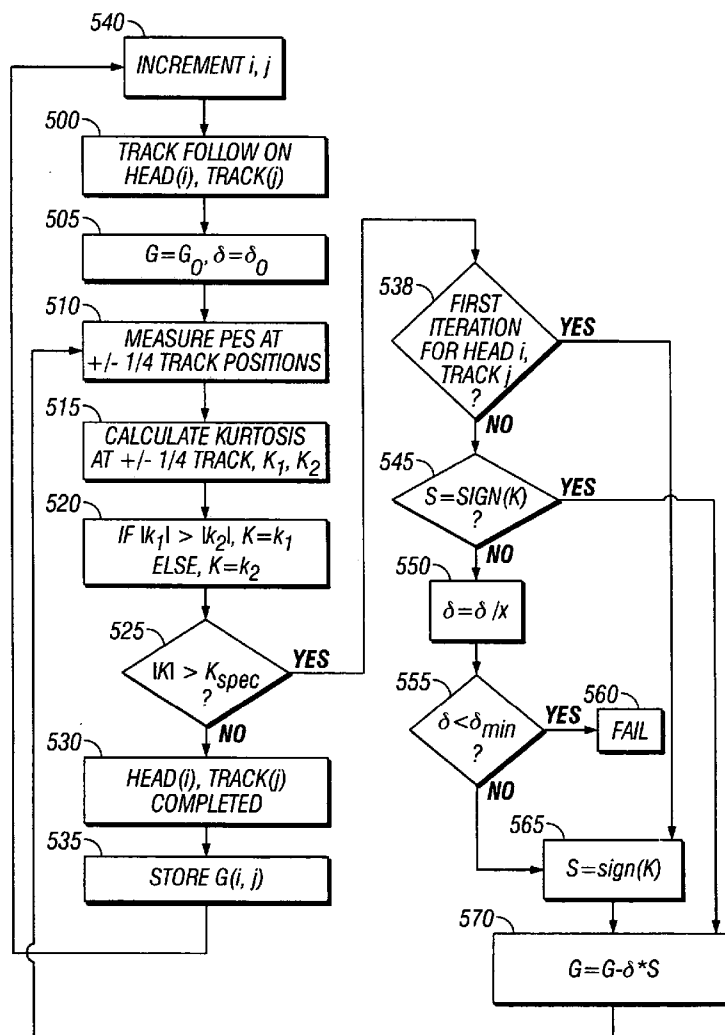 540
INCREMENT i, j
500
TRACK FOLLOW ON
HEAD(i), TRACK(j)
505
G=G₀, δ=δ₀
510
MEASURE PES AT
+/- 1/4 TRACK POSITIONS
515
CALCULATE KURTOSIS
AT +/- 1/4 TRACK, K₁, K₂
520
IF |k₁| > |k₂|, K=k₁
ELSE, K=k₂
525
|K| > Kspec
?
YES
NO
530
HEAD(i), TRACK(j)
COMPLETED
535
STORE G(i, j)
538
FIRST
ITERATION
FOR HEAD i,
TRACK j
?
YES
NO
545
S=SIGN(K)
?
YES
NO
550
δ=δ/x
555
δ<δmin
?
YES
NO
560
FAIL
565
S=sign(K)
570
G=G-δ*S